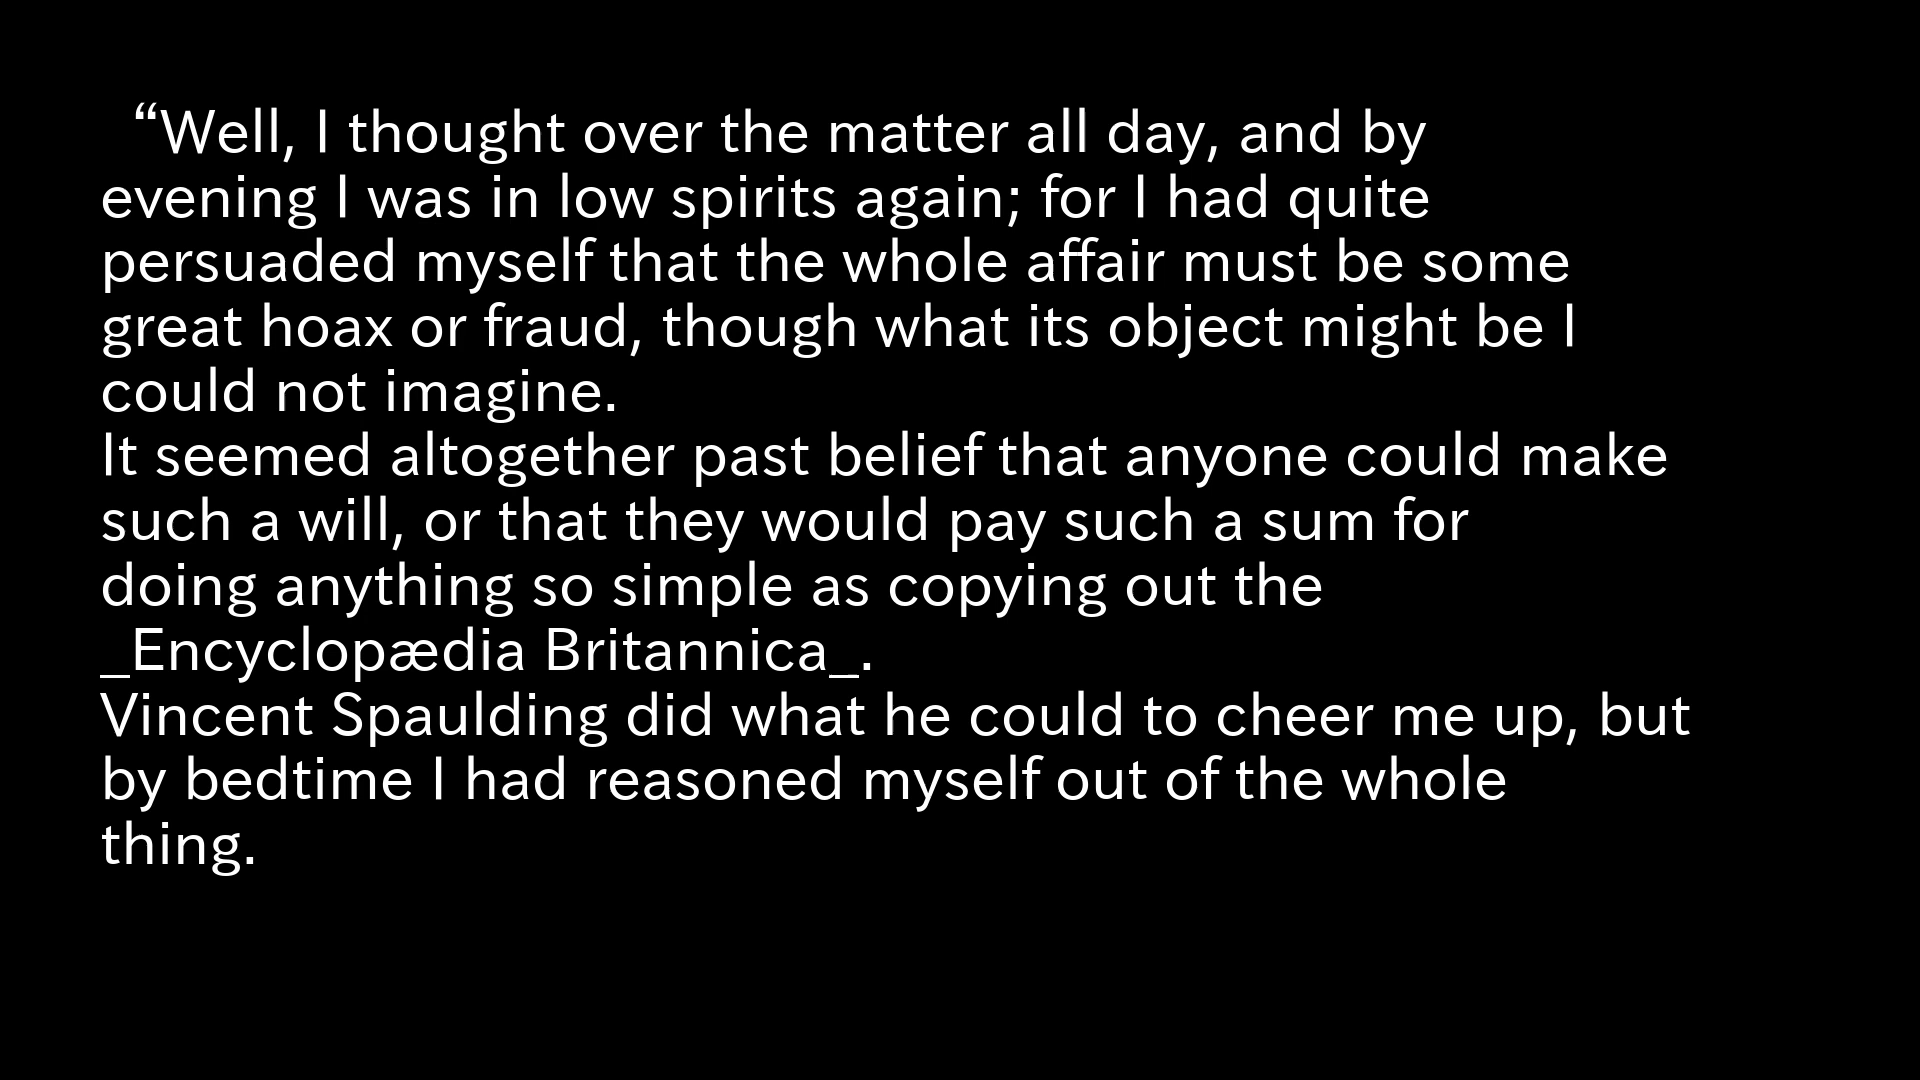 “Well, I thought over the matter all day, and by
evening I was in low spirits again; for I had quite
persuaded myself that the whole affair must be some
great hoax or fraud, though what its object might be I
could not imagine.
It seemed altogether past belief that anyone could make
such a will, or that they would pay such a sum for
doing anything so simple as copying out the
_Encyclopædia Britannica_.
Vincent Spaulding did what he could to cheer me up, but
by bedtime I had reasoned myself out of the whole
thing.